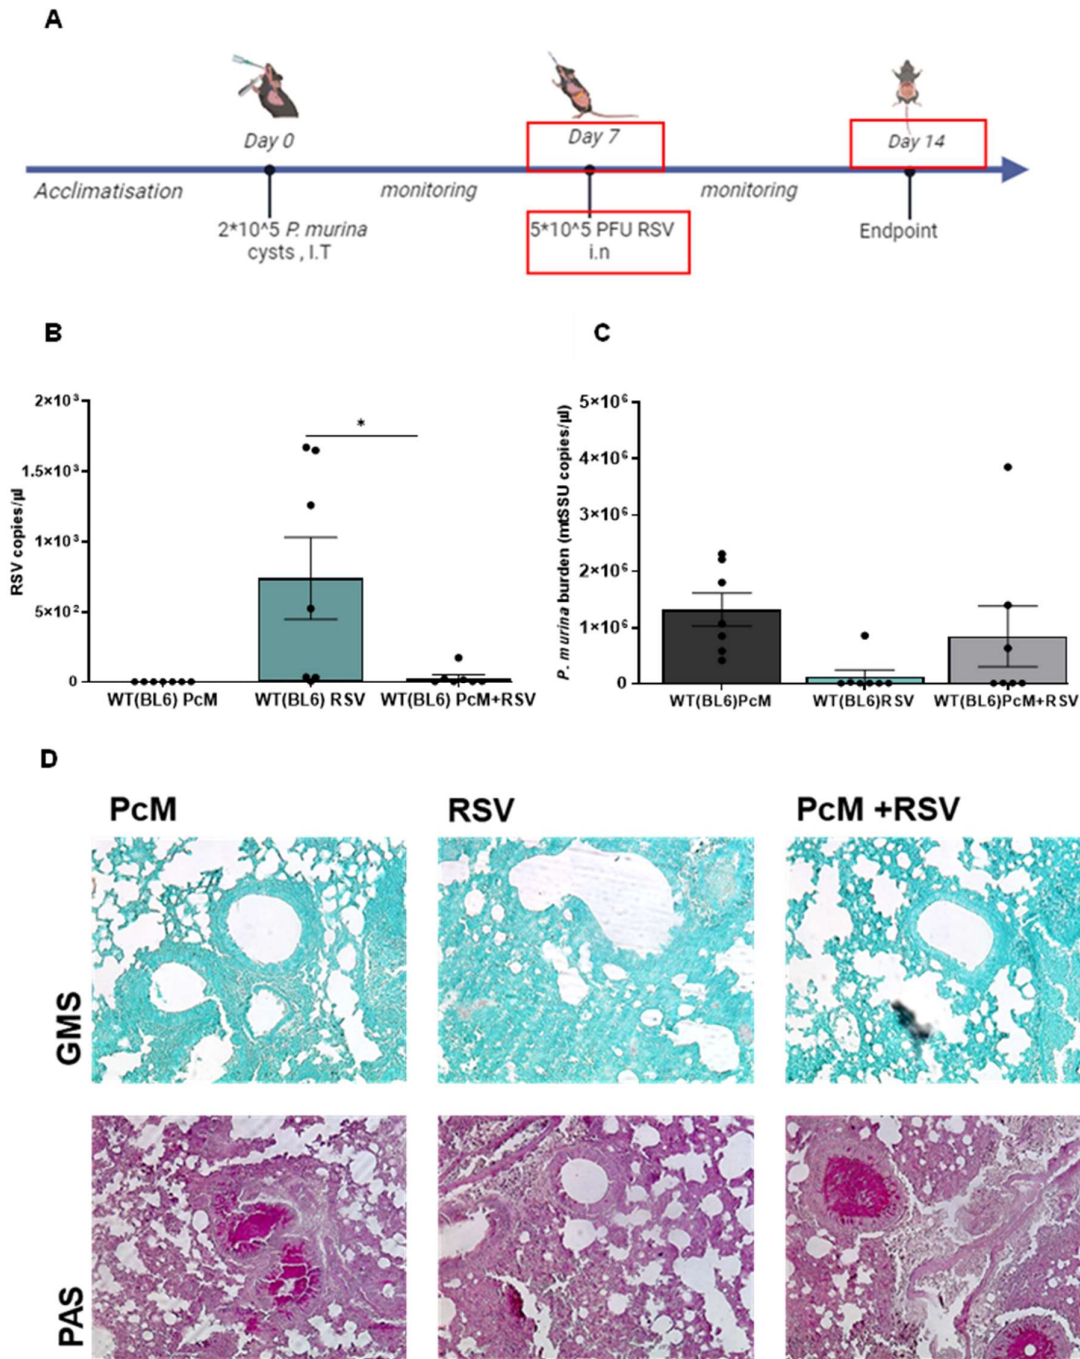 A
Day 0
Day 7
Day 14
Acclimatisation
monitoring
monitoring
2*10^5 P. murina
cysts , I.T
5*10^5 PFU RSV
i.n
Endpoint
B
RSV copies/µl
2×10³
1.5×10³
1×10³
5×10²
0
*
WT(BL6) PcM
WT(BL6) RSV
WT(BL6) PcM+RSV
C
P. murina burden (mtSSU copies/µl)
5×10⁶
4×10⁶
3×10⁶
2×10⁶
1×10⁶
0
WT(BL6)PcM
WT(BL6)RSV
WT(BL6)PcM+RSV
D
PcM
RSV
PcM +RSV
GMS
PAS